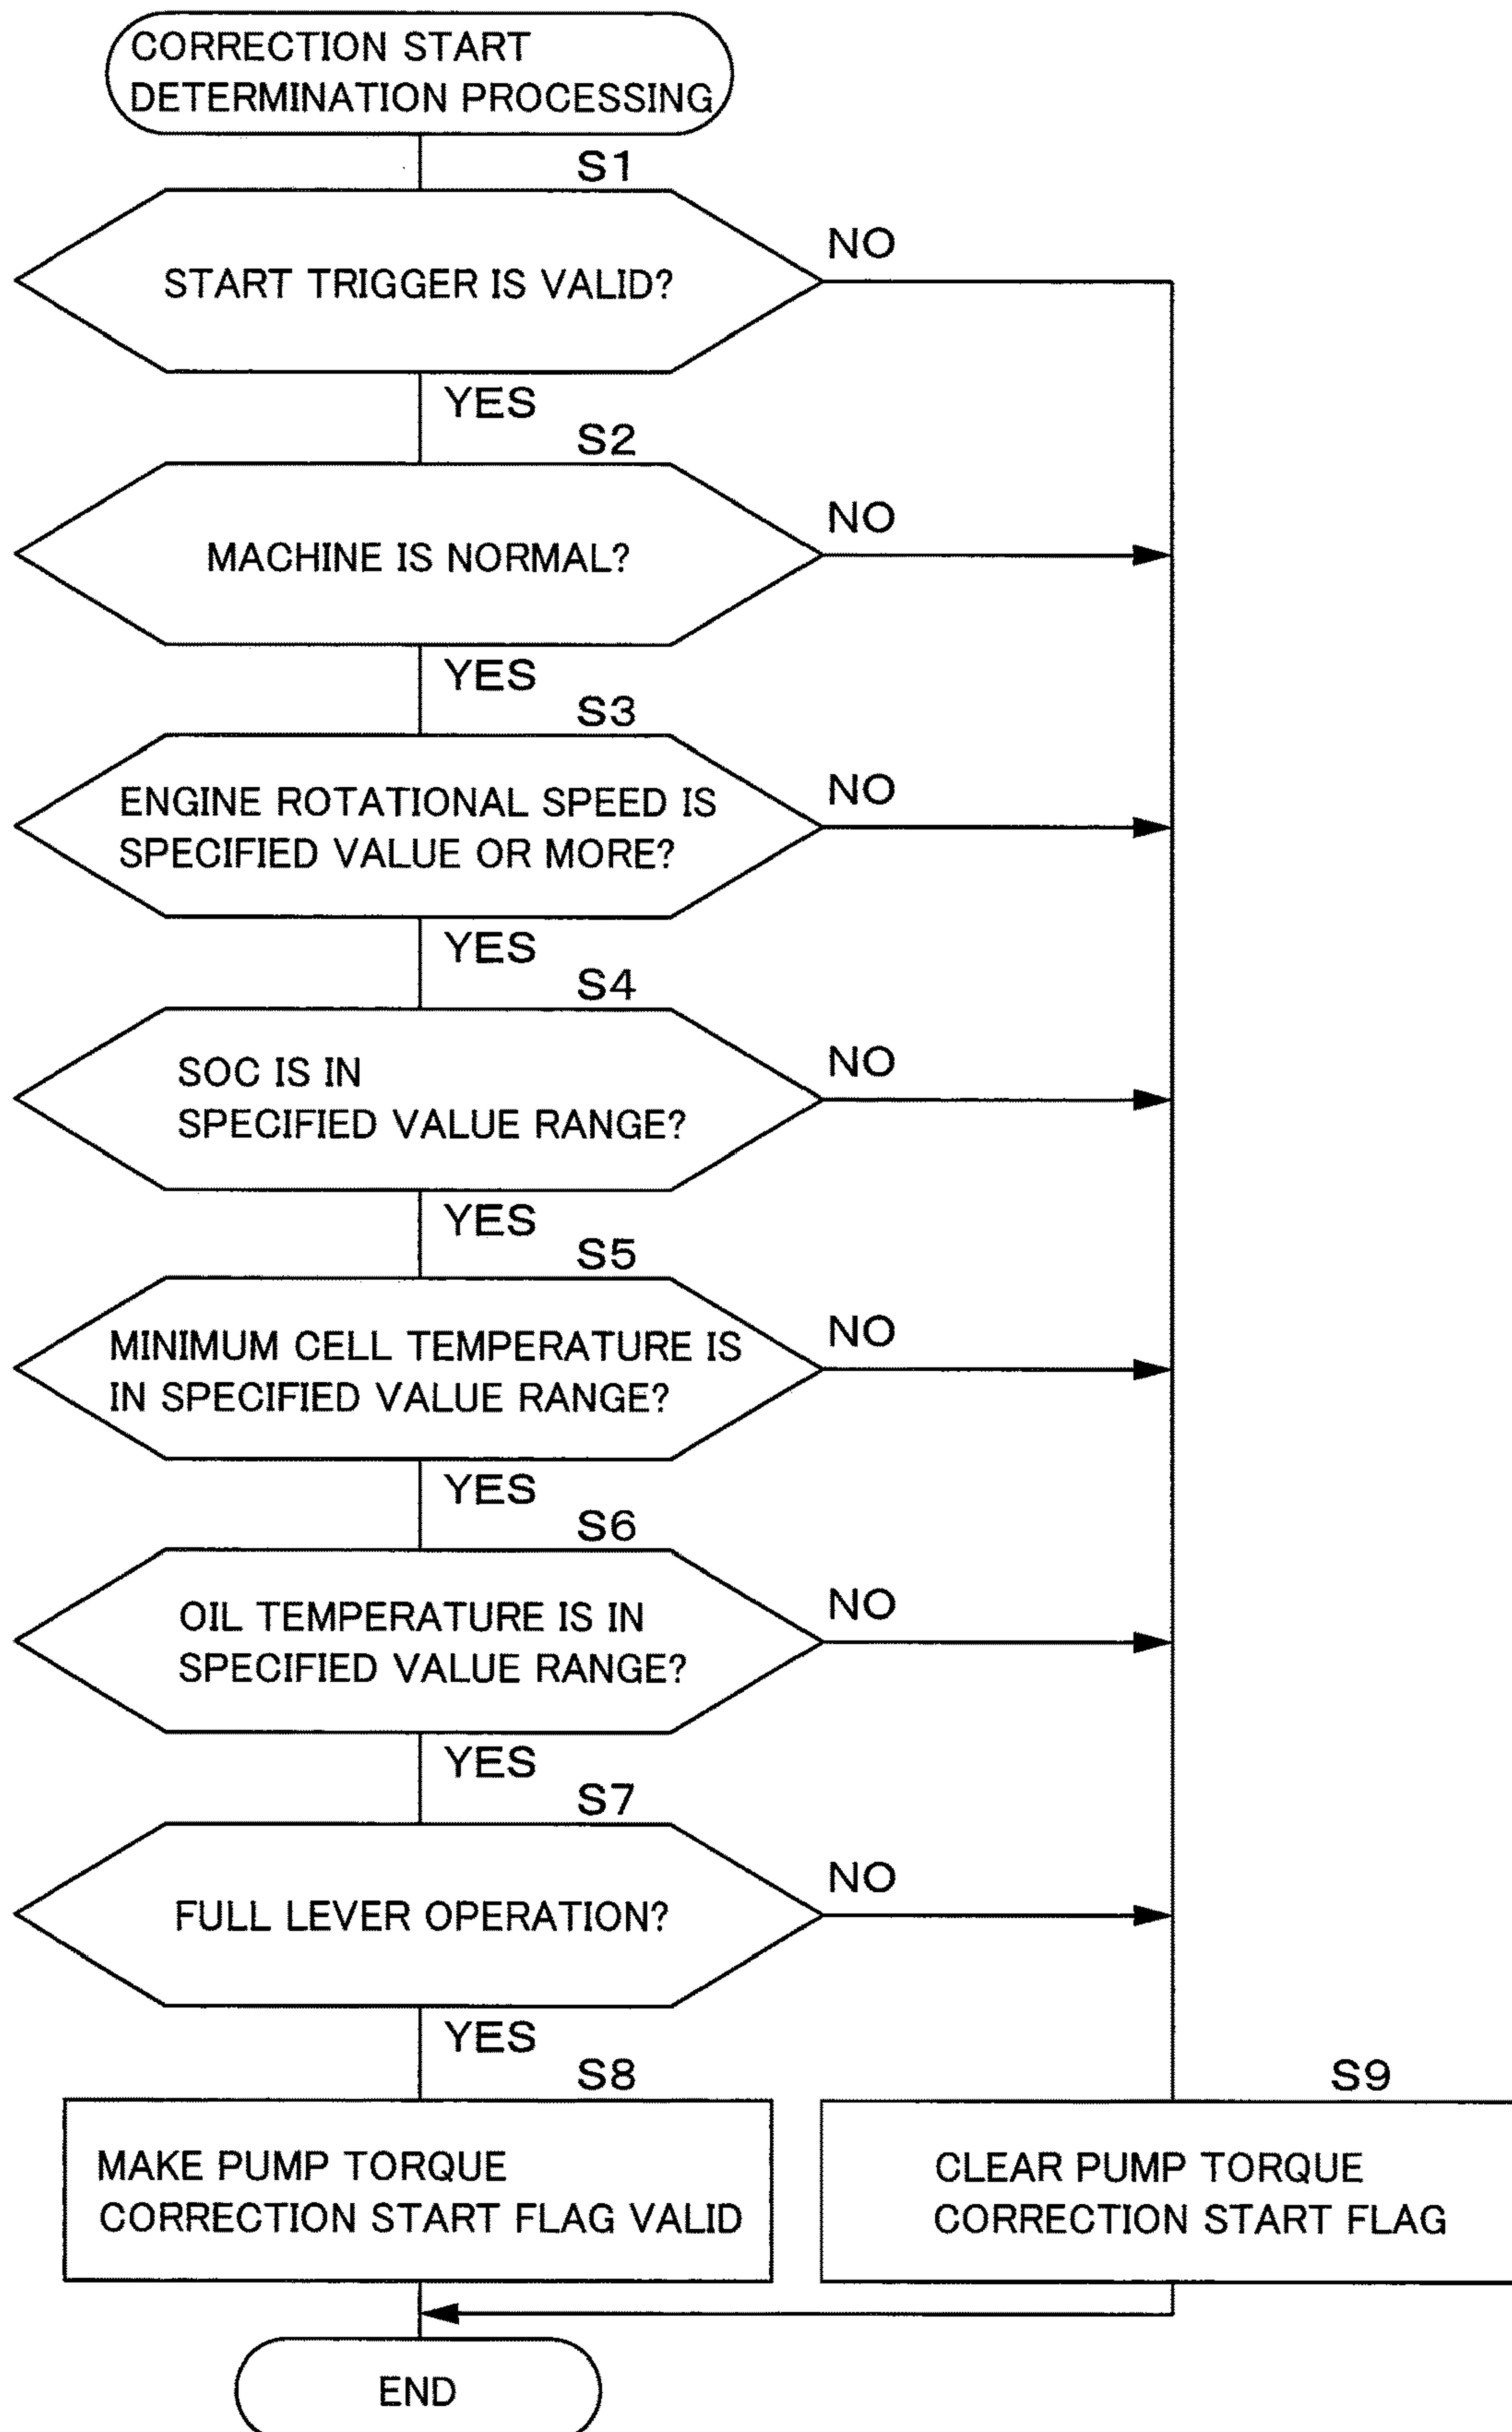 CORRECTION START
DETERMINATION PROCESSING
S1
START TRIGGER IS VALID?
NO
YES
S2
MACHINE IS NORMAL?
NO
YES
S3
ENGINE ROTATIONAL SPEED IS
SPECIFIED VALUE OR MORE?
NO
YES
S4
SOC IS IN
SPECIFIED VALUE RANGE?
NO
YES
S5
MINIMUM CELL TEMPERATURE IS
IN SPECIFIED VALUE RANGE?
NO
YES
S6
OIL TEMPERATURE IS IN
SPECIFIED VALUE RANGE?
NO
YES
S7
FULL LEVER OPERATION?
NO
YES
S8
MAKE PUMP TORQUE
CORRECTION START FLAG VALID
S9
CLEAR PUMP TORQUE
CORRECTION START FLAG
END